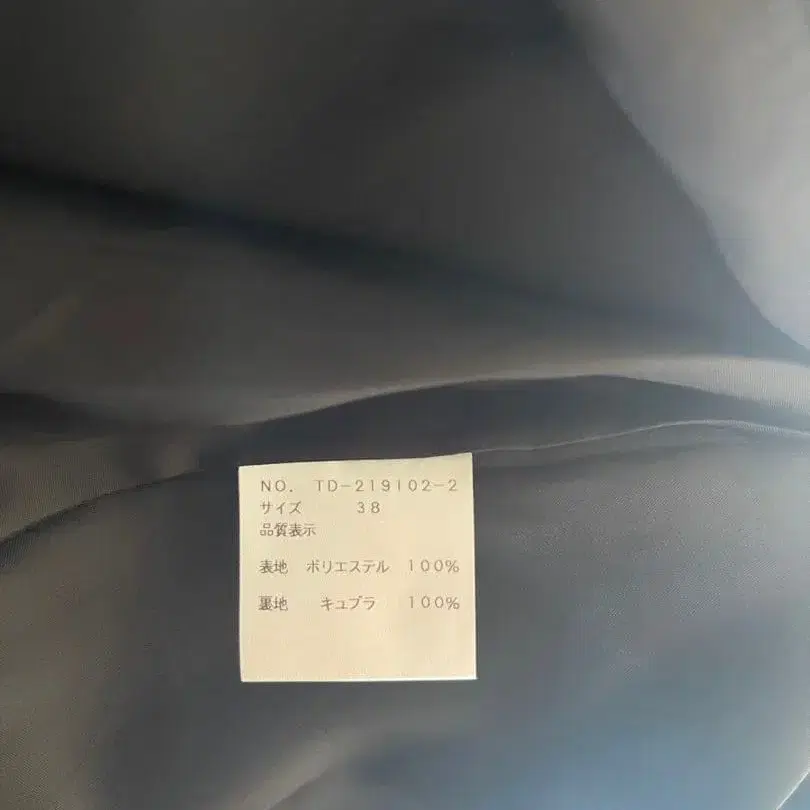 NO. TD-219102-2
サイズ 38
品質表示
表地 ポリエステル 100%
裏地 キュプラ 100%